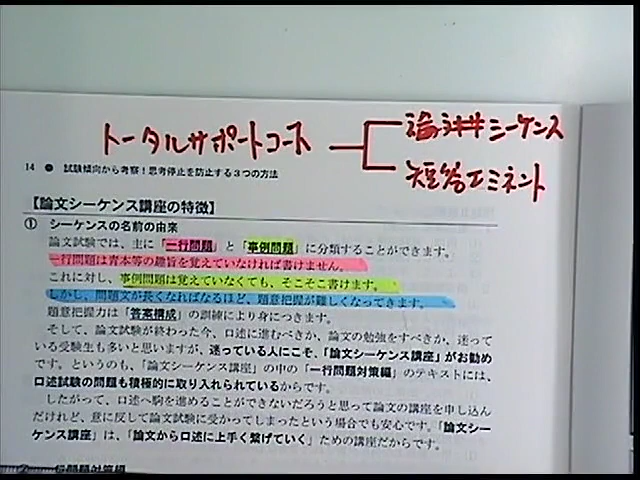 トータルサポートコース
論文シーケンス
短答エミネント
14 ● 試験傾向から考察！思考停止を防止する3つの方法
【論文シーケンス講座の特徴】
① シーケンスの名前の由来
論文試験では、主に「一行問題」と「事例問題」に分類することができます。
一行問題は青本等の趣旨を覚えていなければ書けません。
これに対し、事例問題は覚えていなくても、そこそこ書けます。
しかし、問題文が長くなればなるほど、題意把握が難しくなってきます。
題意把握力は「答案構成」の訓練により身につきます。
そして、論文試験が終わった今、口述に進むべきか、論文の勉強をすべきか、迷って
いる受験生も多いと思いますが、迷っている人にこそ、「論文シーケンス講座」がお勧め
です。というのも、「論文シーケンス講座」の中の「一行問題対策編」のテキストには、
口述試験の問題も積極的に取り入れられているからです。
したがって、口述へ駒を進めることができないだろうと思って論文の講座を申し込ん
だけれど、意に反して論文試験に受かってしまったという場合でも安心です。「論文シー
ケンス講座」は、「論文から口述に上手く繋げていく」ための講座だからです。
行問題対策編